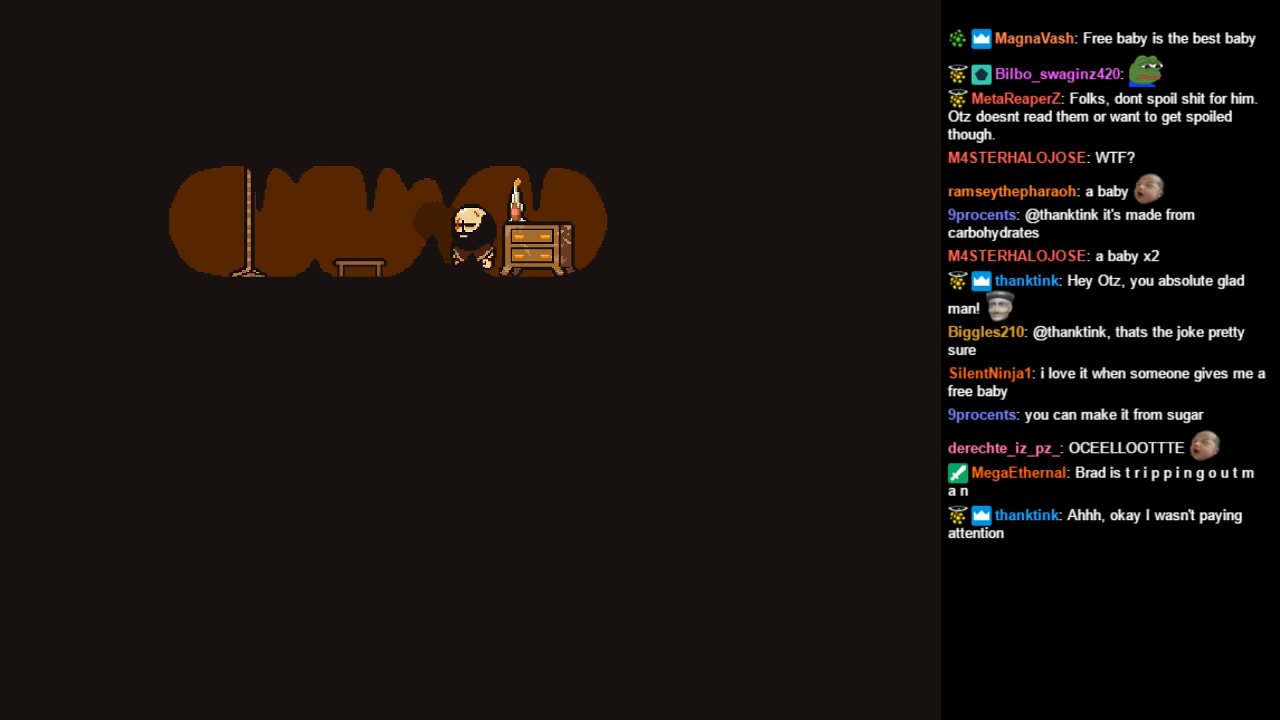 MagnaVash: Free baby is the best baby
Bilbo_swaginz420:
MetaReaperZ: Folks, dont spoil shit for him.
Otz doesnt read them or want to get spoiled
though.
M4STERHALOJOSE: WTF?
ramseythepharaoh: a baby
9procents: @thanktink it's made from
carbohydrates
M4STERHALOJOSE: a baby x2
thanktink: Hey Otz, you absolute glad
man!
Biggles210: @thanktink, thats the joke pretty
sure
SilentNinja1: i love it when someone gives me a
free baby
9procents: you can make it from sugar
derechte_iz_pz_: OCEELLOOTTTE
MegaEthernal: Brad is t r i p p i n g o u t m
a n
thanktink: Ahhh, okay I wasn't paying
attention